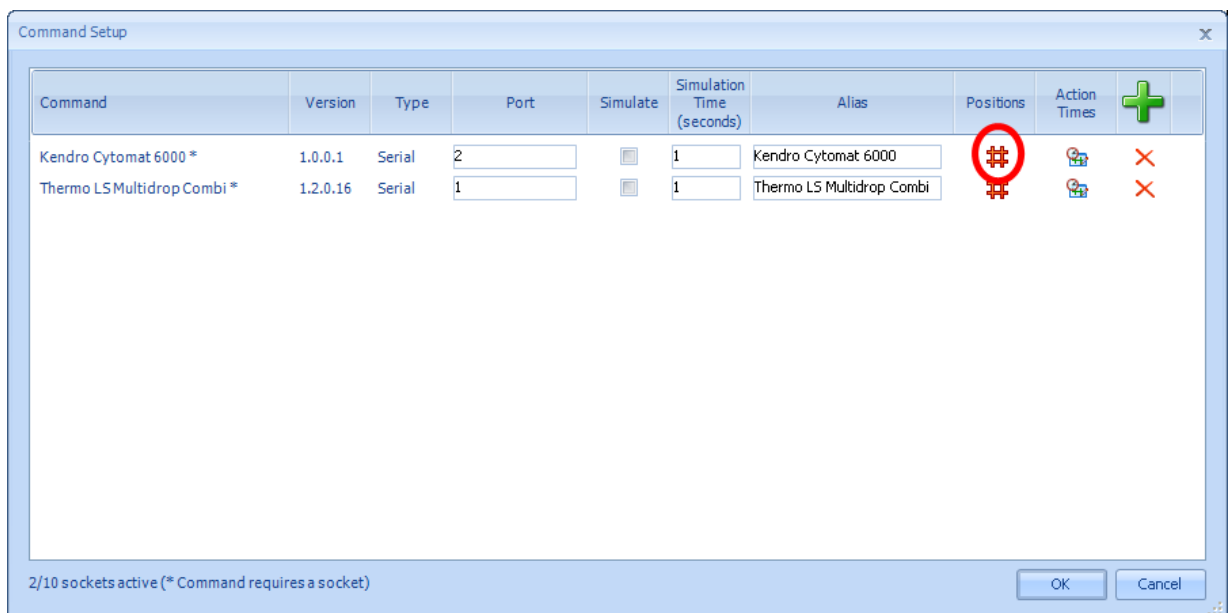 Command Setup
Command Version Type Port Simulate Simulation Time (seconds) Alias Positions Action Times
Kendro Cytomat 6000 * 1.0.0.1 Serial 2 1 Kendro Cytomat 6000
Thermo LS Multidrop Combi * 1.2.0.16 Serial 1 1 Thermo LS Multidrop Combi
2/10 sockets active (* Command requires a socket) OK Cancel